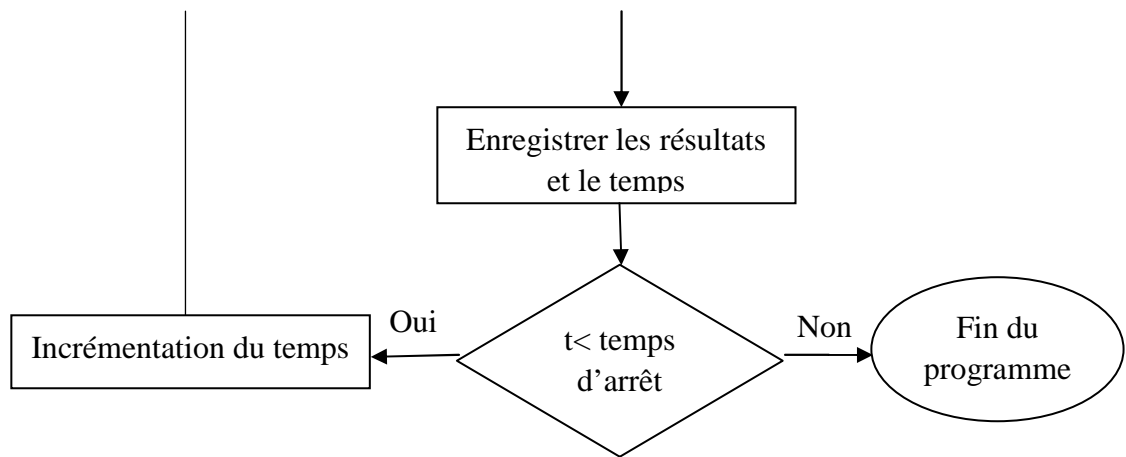 Enregistrer les résultats
et le temps
Oui
Non
Incrémentation du temps
t< temps
d’arrêt
Fin du
programme